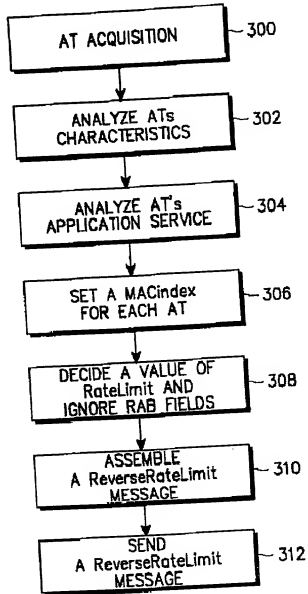 AT ACQUISITION
300
ANALYZE ATs
CHARACTERISTICS
302
ANALYZE AT's
APPLICATION SERVICE
304
SET A MACindex
FOR EACH AT
306
DECIDE A VALUE OF
RateLimit AND
IGNORE RAB FIELDS
308
ASSEMBLE
A ReverseRateLimit
MESSAGE
310
SEND
A ReverseRateLimit
MESSAGE
312